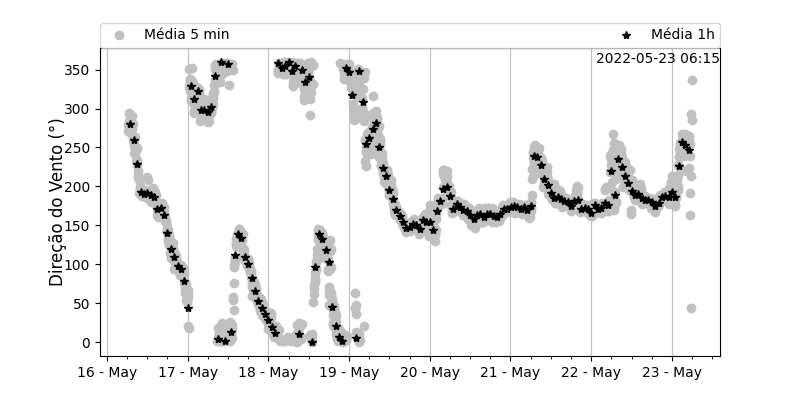 Média 5 min
Média 1h
2022-05-23 06:15
Direção do Vento (°)
350
300
250
200
150
100
50
0
16 - May
17 - May
18 - May
19 - May
20 - May
21 - May
22 - May
23 - May